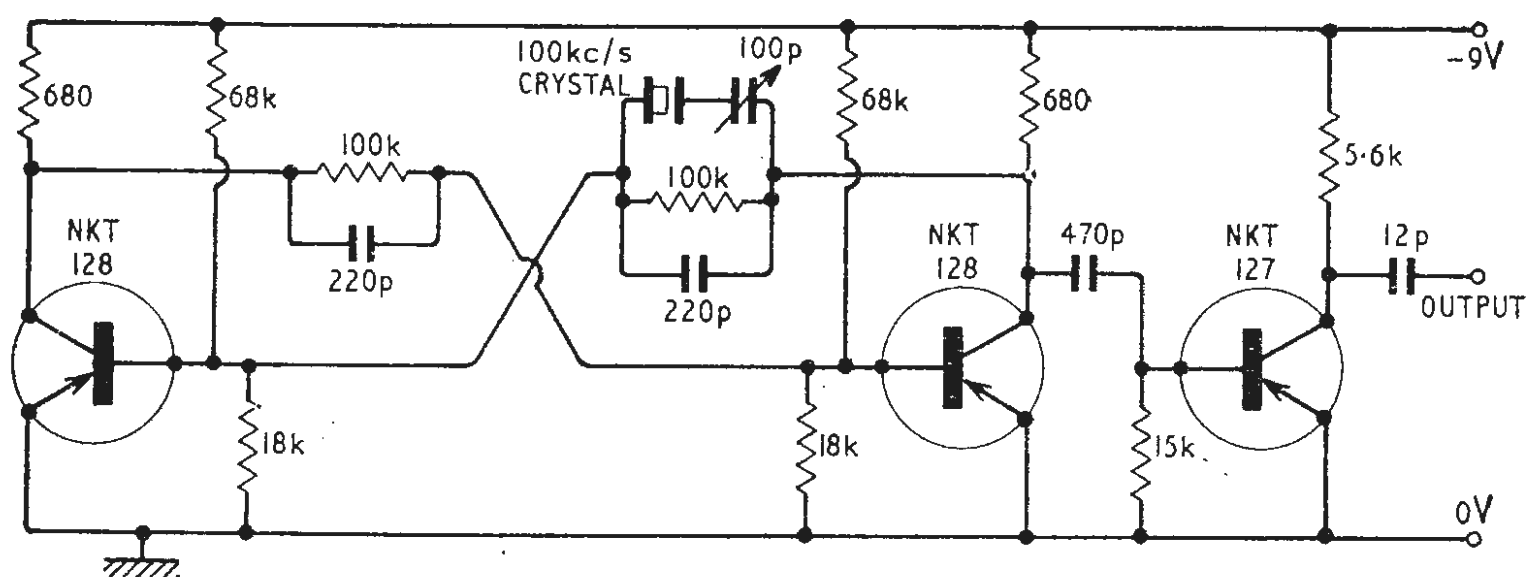 100kc/s
CRYSTAL
100p
-9V
680
68k
100k
220p
100k
220p
68k
680
5·6k
NKT
128
NKT
128
470p
NKT
127
12p
OUTPUT
18k
18k
15k
0V